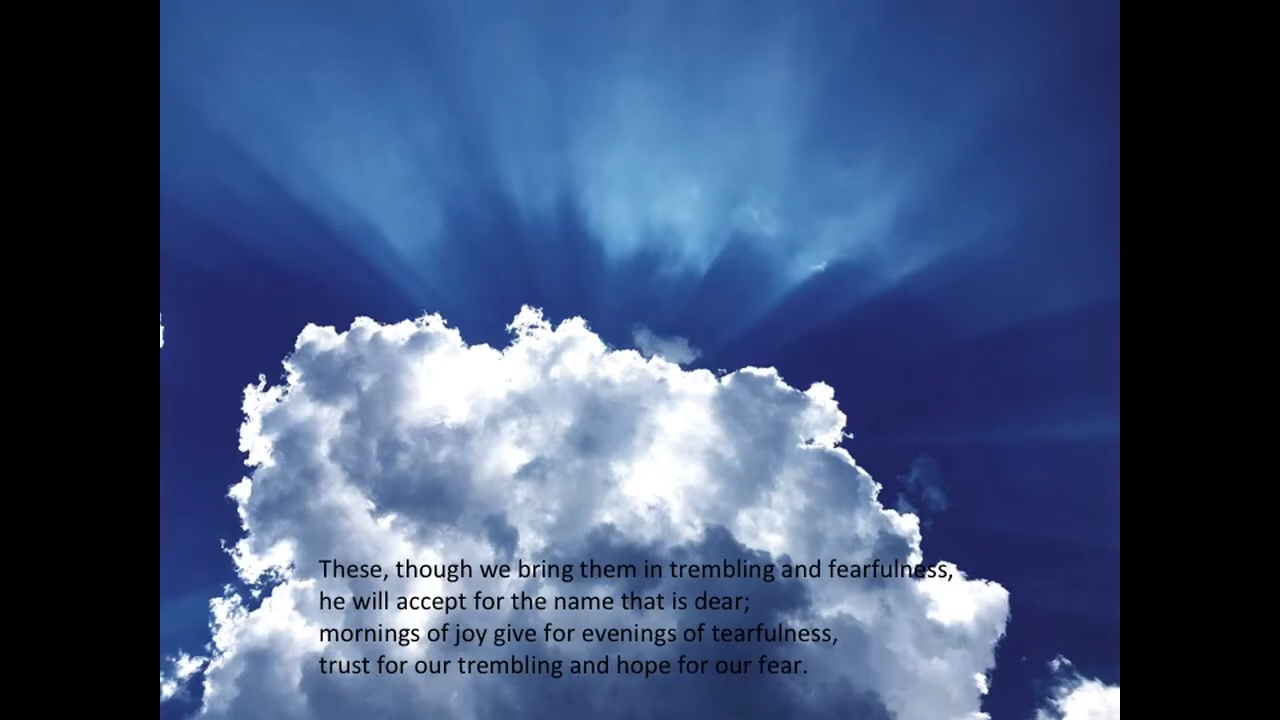 These, though we bring them in trembling and fearfulness,
he will accept for the name that is dear;
mornings of joy give for evenings of tearfulness,
trust for our trembling and hope for our fear.